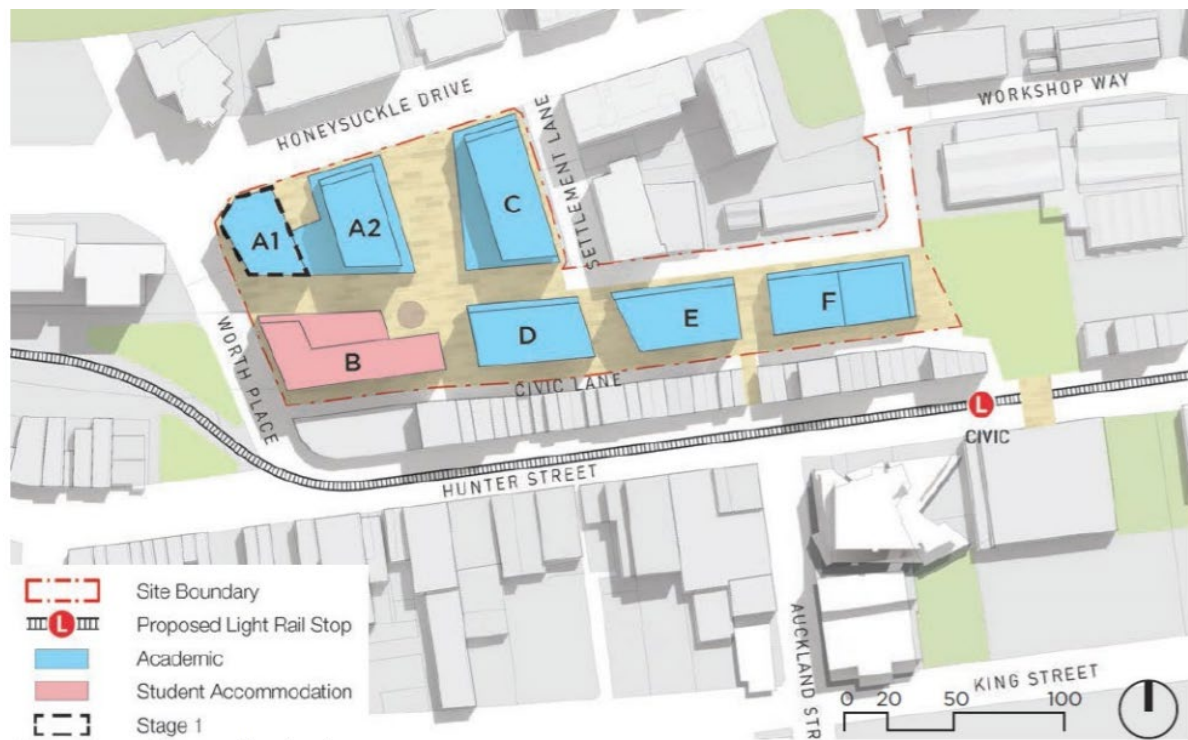 HONEYSUCKLE DRIVE
WORKSHOP WAY
SETTLEMENT LANE
A1
A2
C
WORTH PLACE
B
D
E
F
CIVIC LANE
L
CIVIC
HUNTER STREET
AUCKLAND STR
KING STREET
Site Boundary
L
Proposed Light Rail Stop
Academic
Student Accommodation
Stage 1
0 20 50 100